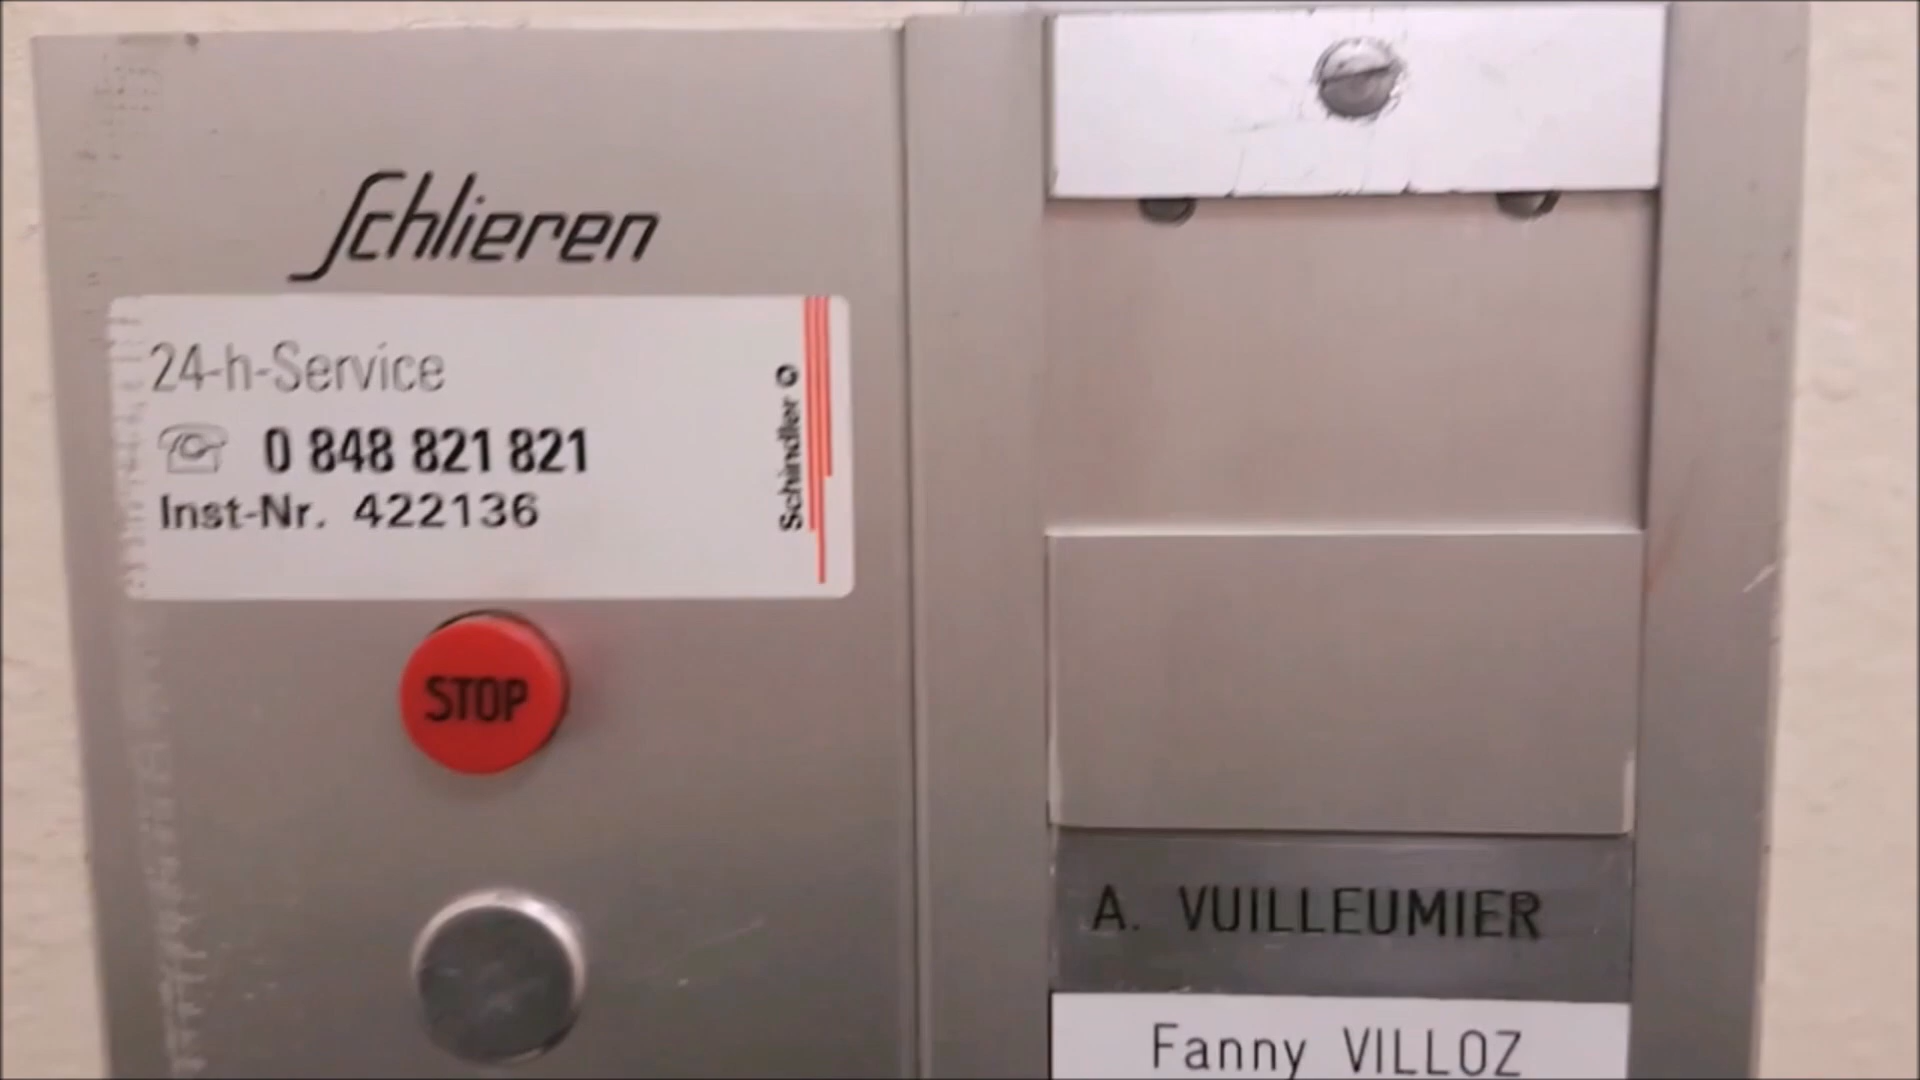 Schlieren
24-h-Service
0 848 821 821
Inst-Nr. 422136
Schindler
STOP
A. VUILLEUMIER
Fanny VILLOZ